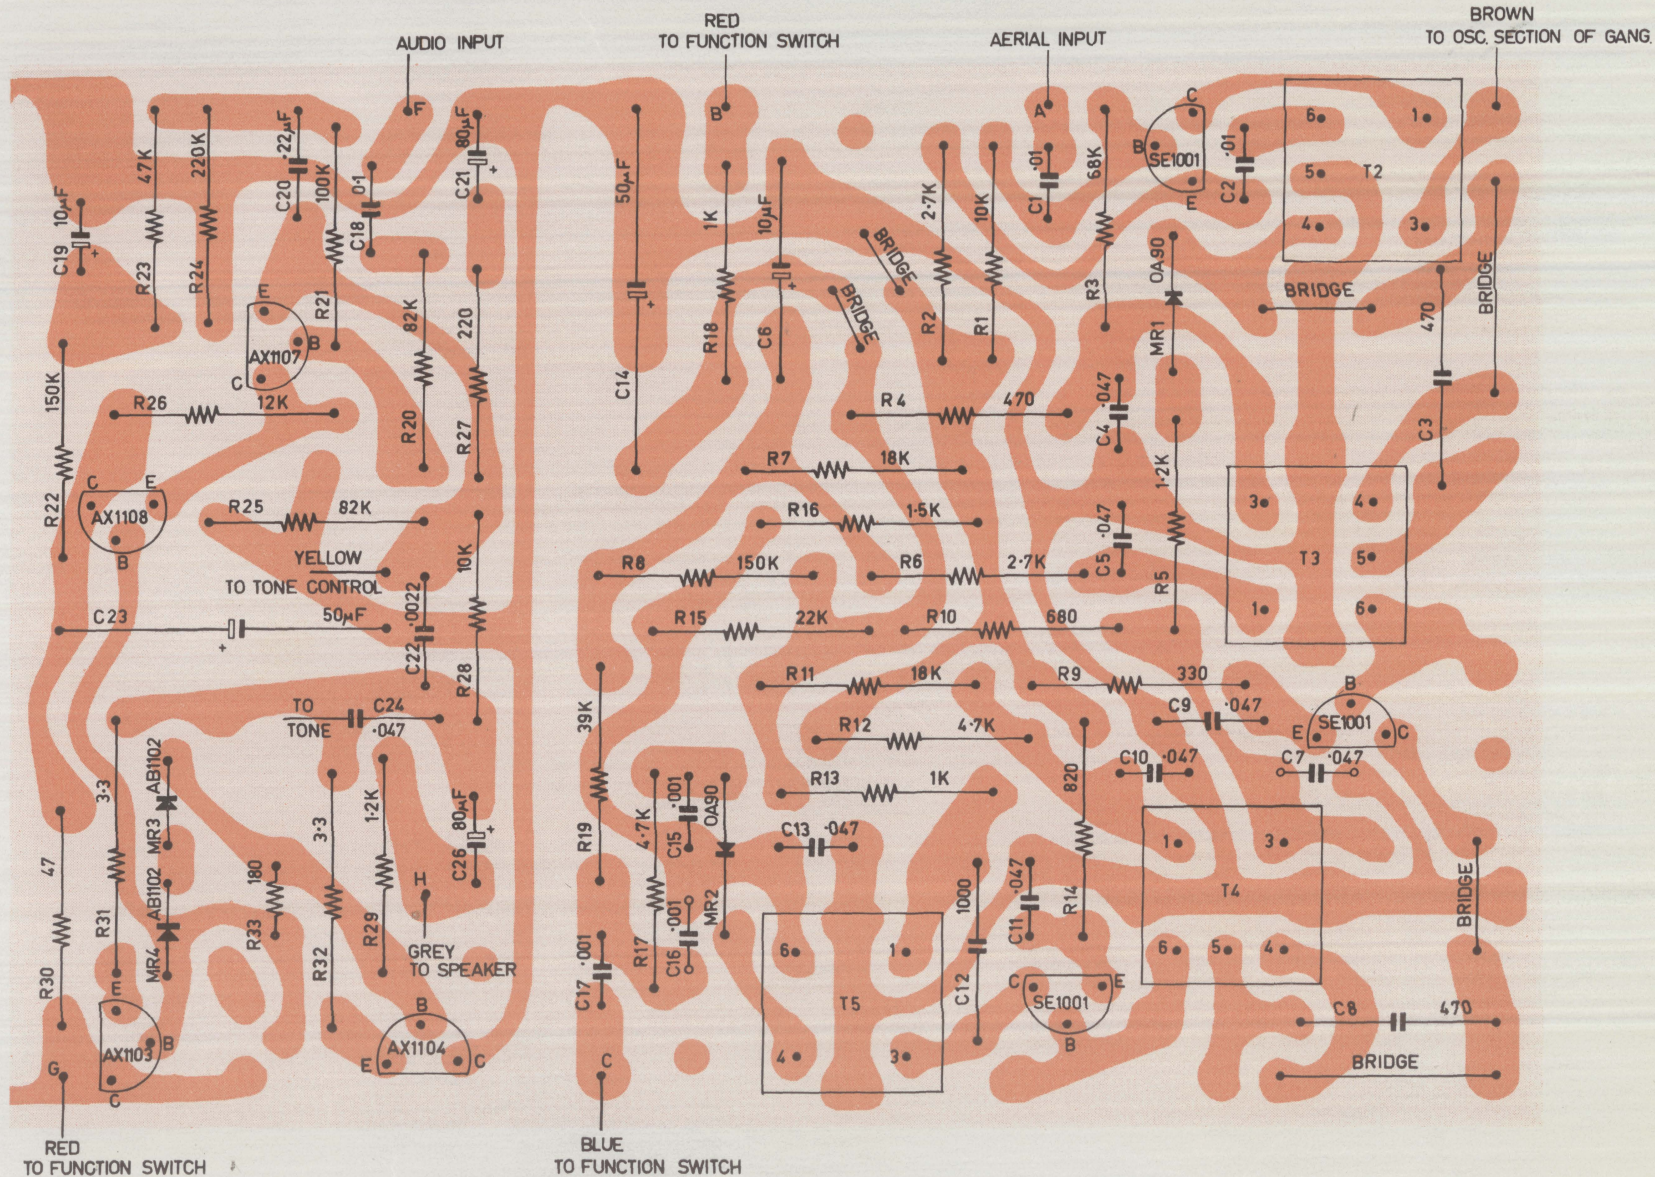 AUDIO INPUT
RED
TO FUNCTION SWITCH
AERIAL INPUT
BROWN
TO OSC. SECTION OF GANG.
F
B
A
10µF
C19
47K
R23
220K
R24
·22µF
C20
100K
R21
0·1
C18
80µF
C21
50µF
C14
1K
R18
10µF
C6
BRIDGE
BRIDGE
2·7K
R2
10K
R1
·01
C1
68K
R3
C
B
SE1001
E
·01
C2
6
1
5
T2
4
3
OA90
MR1
BRIDGE
BRIDGE
470
C3
E
AX1107
B
C
82K
R20
220
R27
150K
R22
R26
12K
R4
470
·047
C4
R7
18K
1·2K
R5
C
E
AX1108
B
R25
82K
R16
1·5K
·047
C5
3
4
T3
5
1
6
YELLOW
TO TONE CONTROL
10K
R28
R8
150K
R6
2·7K
C23
50µF
·0022
C22
R15
22K
R10
680
R11
18K
R9
330
TO
TONE
C24
·047
39K
R19
R12
4·7K
C9
·047
B
SE1001
E
C
3·3
R31
AB1102
MR3
AB1102
MR4
3·3
R32
1·2K
R29
80µF
C26
4·7K
R17
·001
C15
OA90
MR2
R13
1K
820
R14
C10
·047
C7
·047
47
R30
180
R33
H
GREY
TO SPEAKER
C13
·047
1
3
T4
6
5
4
BRIDGE
·001
C16
·001
C17
6
1
T5
4
3
1000
C12
·047
C11
C
E
SE1001
B
C8
470
BRIDGE
E
AX1103
B
C
G
B
AX1104
E
C
C
RED
TO FUNCTION SWITCH
BLUE
TO FUNCTION SWITCH